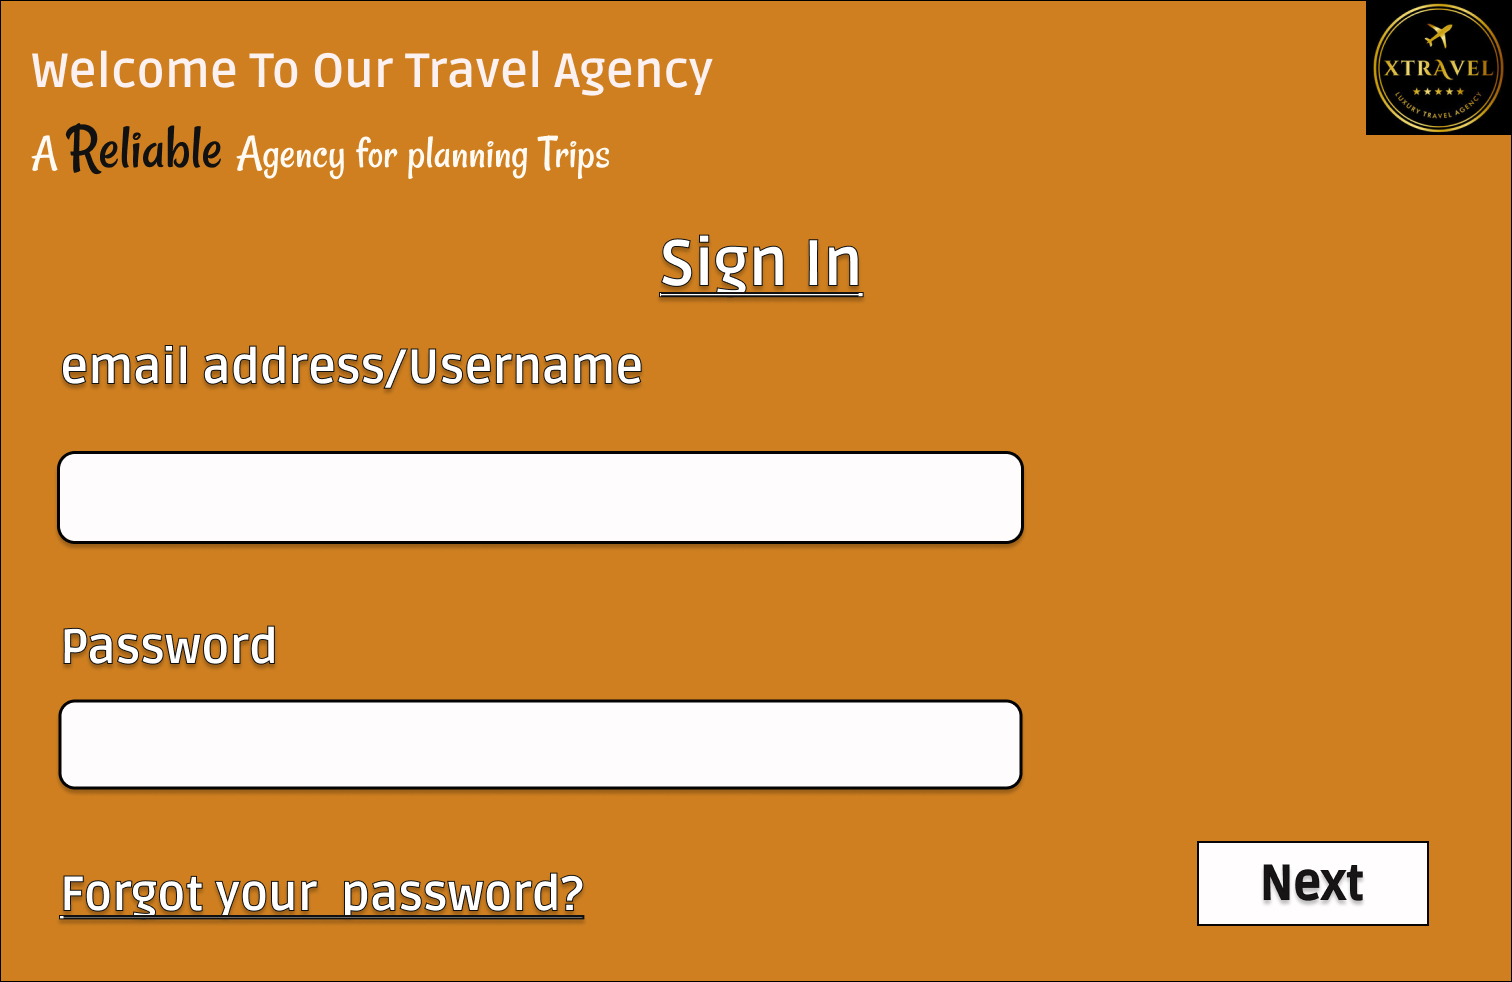 Welcome To Our Travel Agency
XTRAVEL
LUXURY TRAVEL AGENCY
A Reliable Agency for planning Trips
Sign In
email address/Username
Password
Forgot your password?
Next